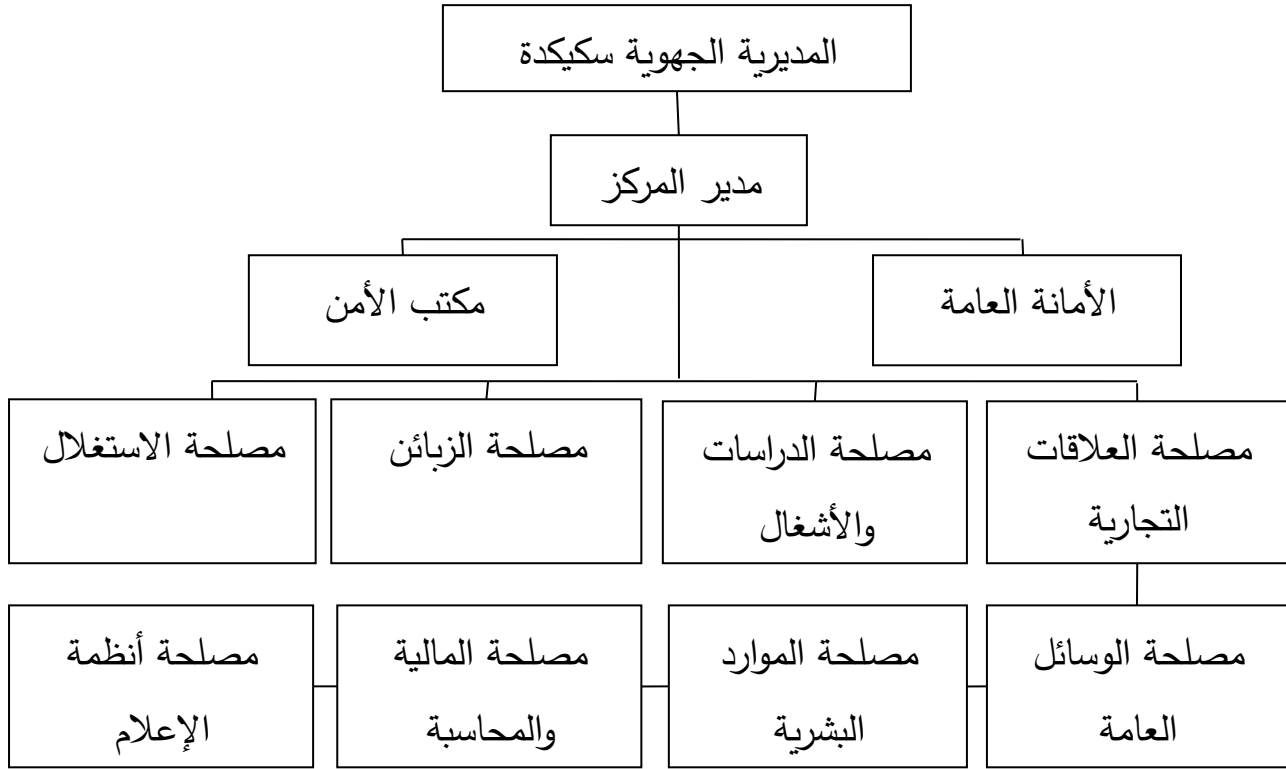 المديرية الجهوية سكيكدة
مدير المركز
الأمانة العامة
مكتب الأمن
مصلحة العلاقات
التجارية
مصلحة الدراسات
والأشغال
مصلحة الزبائن
مصلحة الاستغلال
مصلحة الوسائل
العامة
مصلحة الموارد
البشرية
مصلحة المالية
والمحاسبة
مصلحة أنظمة
الإعلام